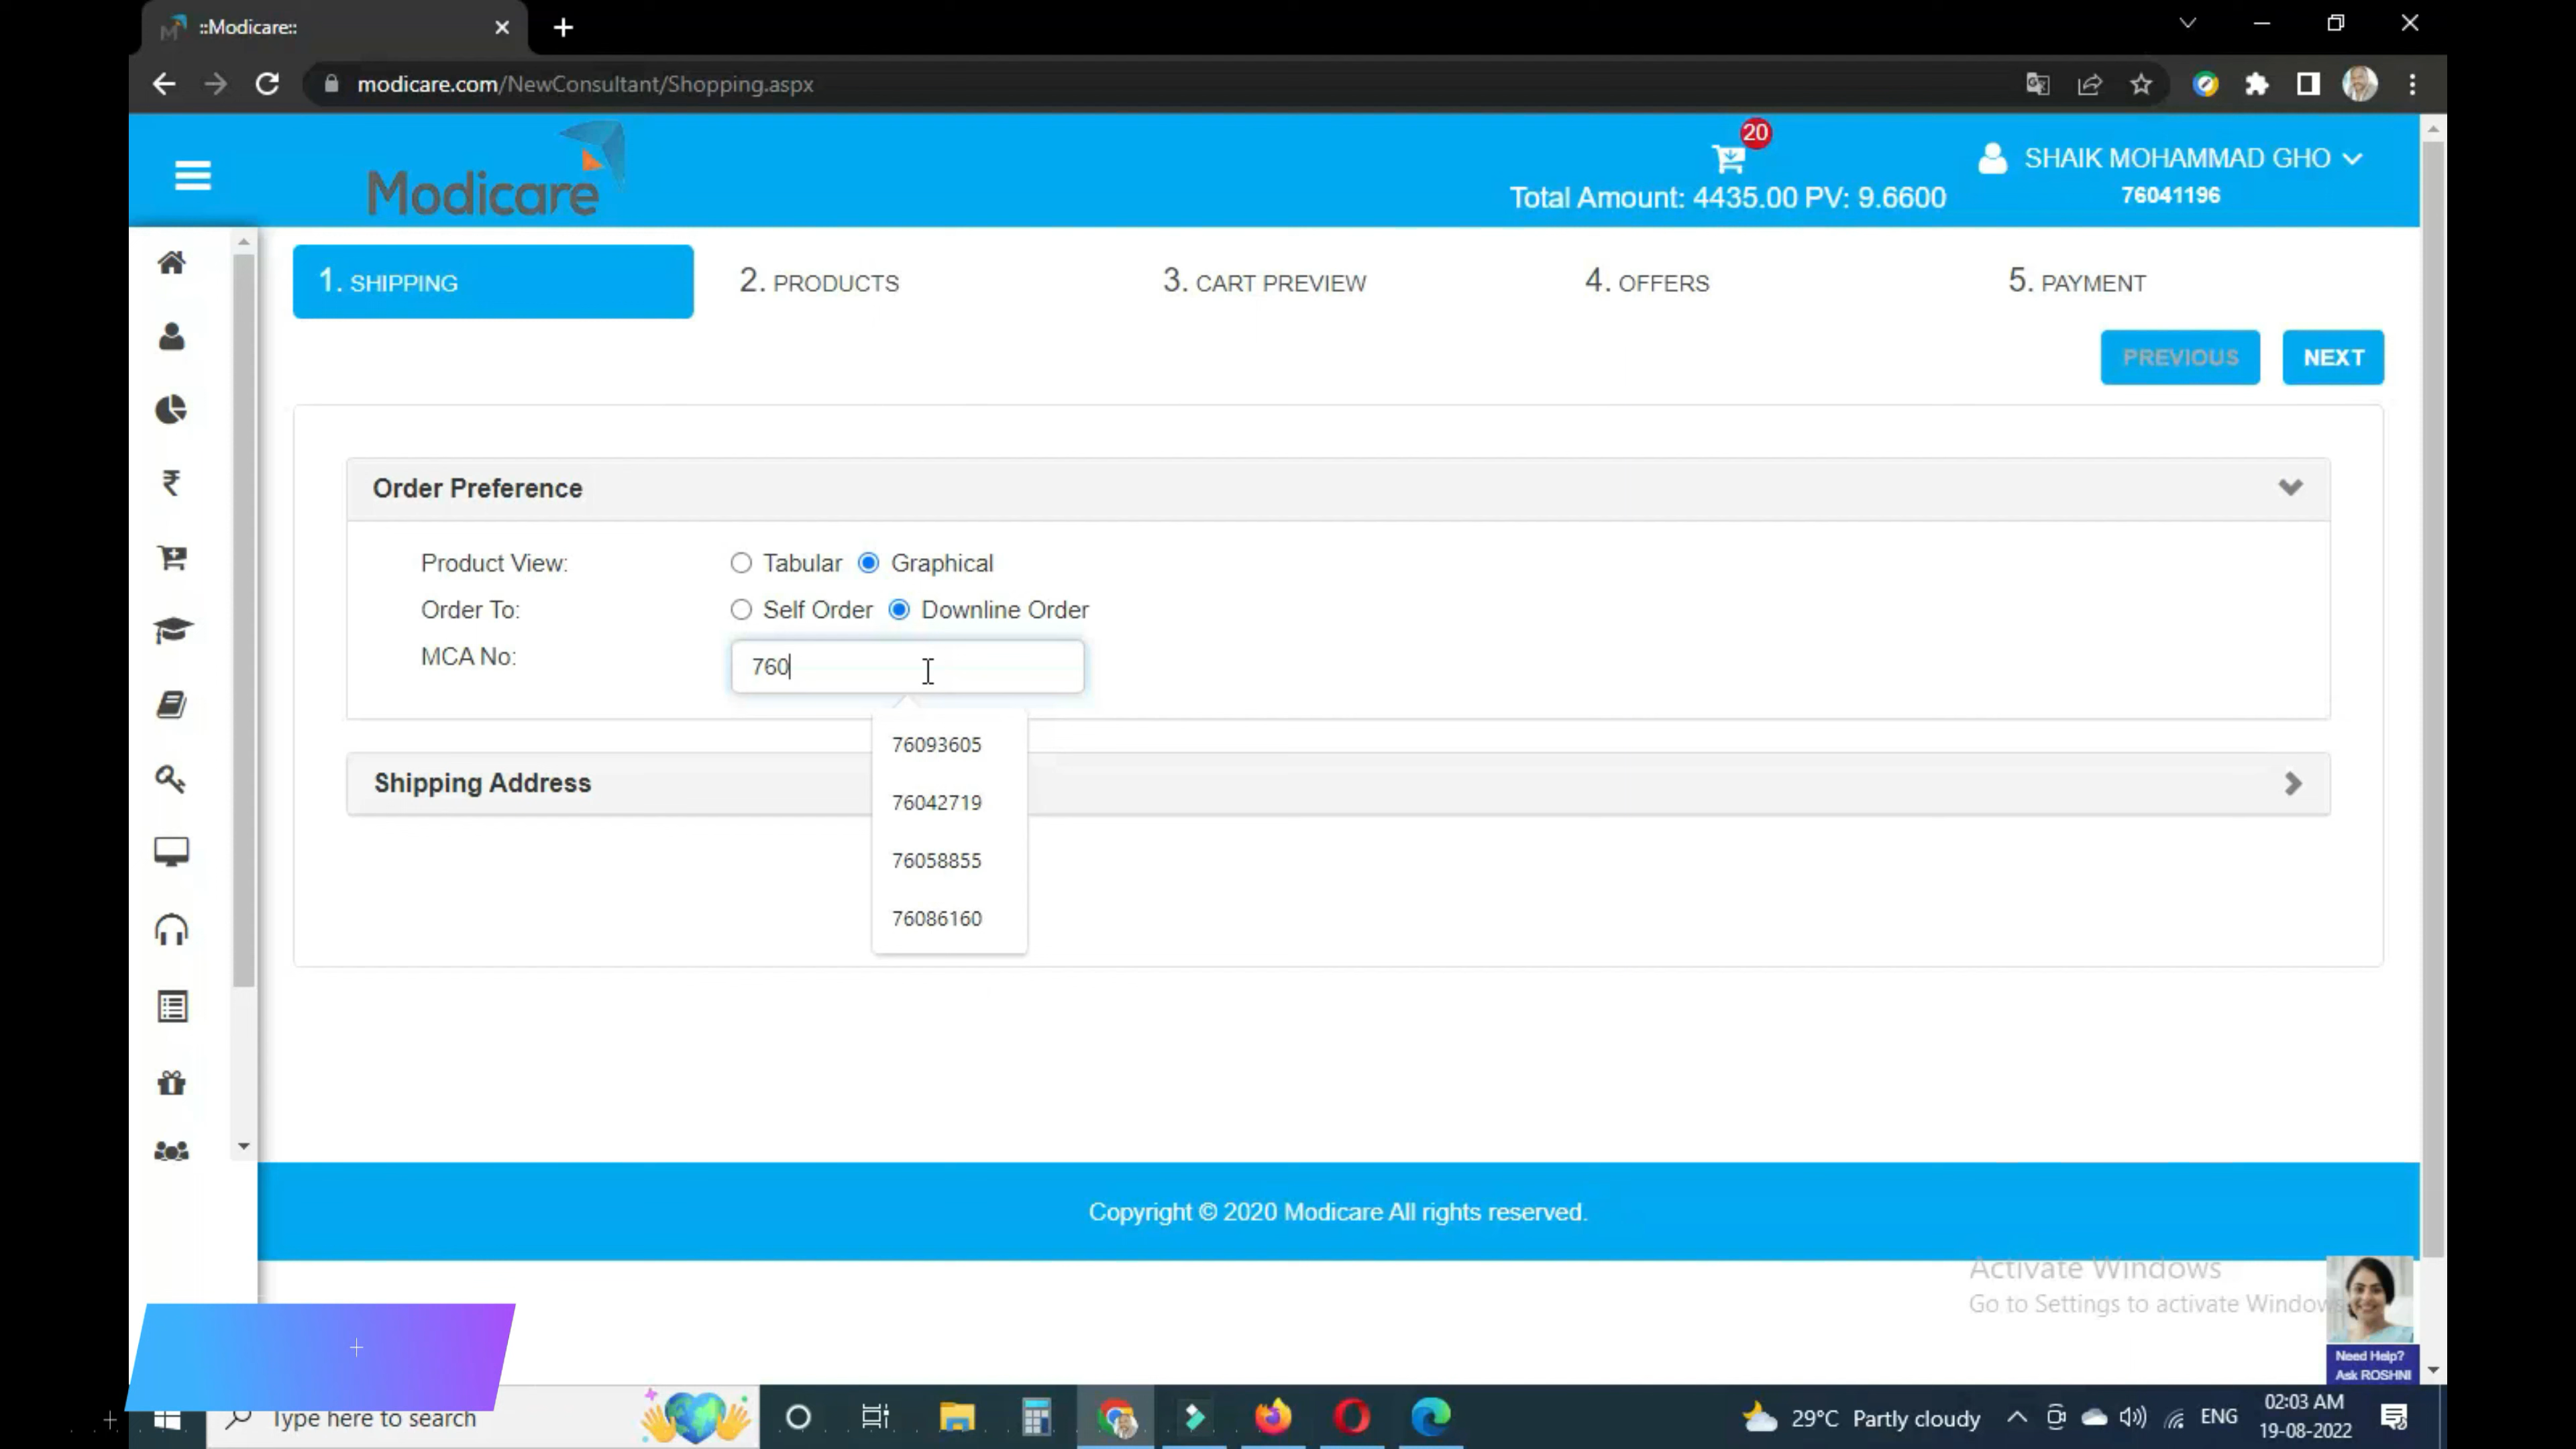 ::Modicare::
modicare.com/NewConsultant/Shopping.aspx
Modicare
20
Total Amount: 4435.00 PV: 9.6600
SHAIK MOHAMMAD GHO
76041196
1. SHIPPING
2. PRODUCTS
3. CART PREVIEW
4. OFFERS
5. PAYMENT
PREVIOUS
NEXT
Order Preference
Product View:
Tabular
Graphical
Order To:
Self Order
Downline Order
MCA No:
760
76093605
76042719
76058855
76086160
Shipping Address
Copyright © 2020 Modicare All rights reserved.
Activate Windows
Go to Settings to activate Windows
Need Help?
Ask ROSHNI
Type here to search
29°C Partly cloudy
ENG
02:03 AM
19-08-2022